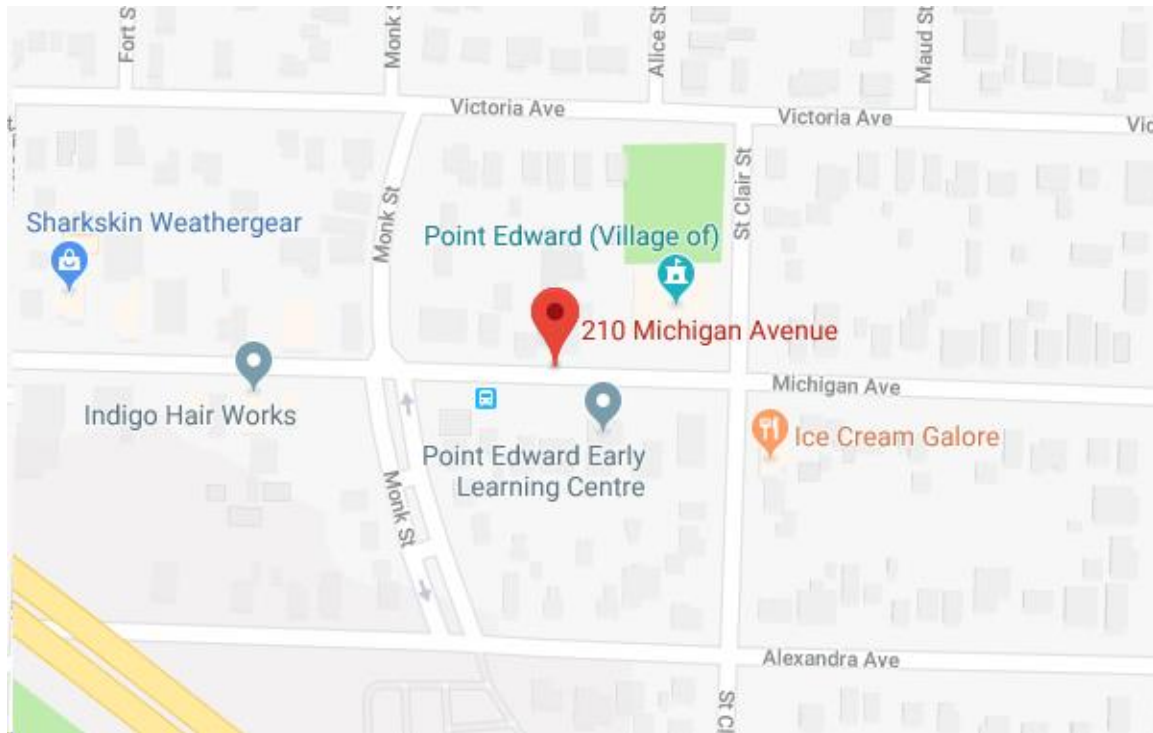 Fort S
Monk S
Alice St
Maud St
Victoria Ave
Victoria Ave
Vic
Monk St
St Clair St
Sharkskin Weathergear
Point Edward (Village of)
210 Michigan Avenue
Michigan Ave
Indigo Hair Works
Ice Cream Galore
Point Edward Early
Learning Centre
Monk St
Alexandra Ave
St Cl